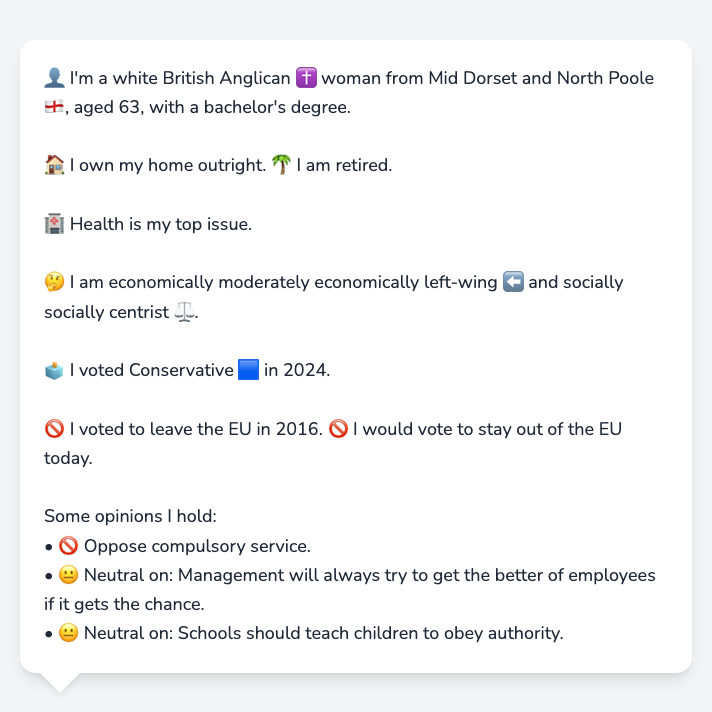 👤 I'm a white British Anglican ✝️ woman from Mid Dorset and North Poole
🏴󠁧󠁢󠁥󠁮󠁧󠁿, aged 63, with a bachelor's degree.
🏠 I own my home outright. 🌴 I am retired.
🏥 Health is my top issue.
🤔 I am economically moderately economically left-wing ⬅️ and socially
socially centrist ⚖️.
🗳️ I voted Conservative 🟦 in 2024.
🚫 I voted to leave the EU in 2016. 🚫 I would vote to stay out of the EU
today.
Some opinions I hold:
• 🚫 Oppose compulsory service.
• 😐 Neutral on: Management will always try to get the better of employees
if it gets the chance.
• 😐 Neutral on: Schools should teach children to obey authority.